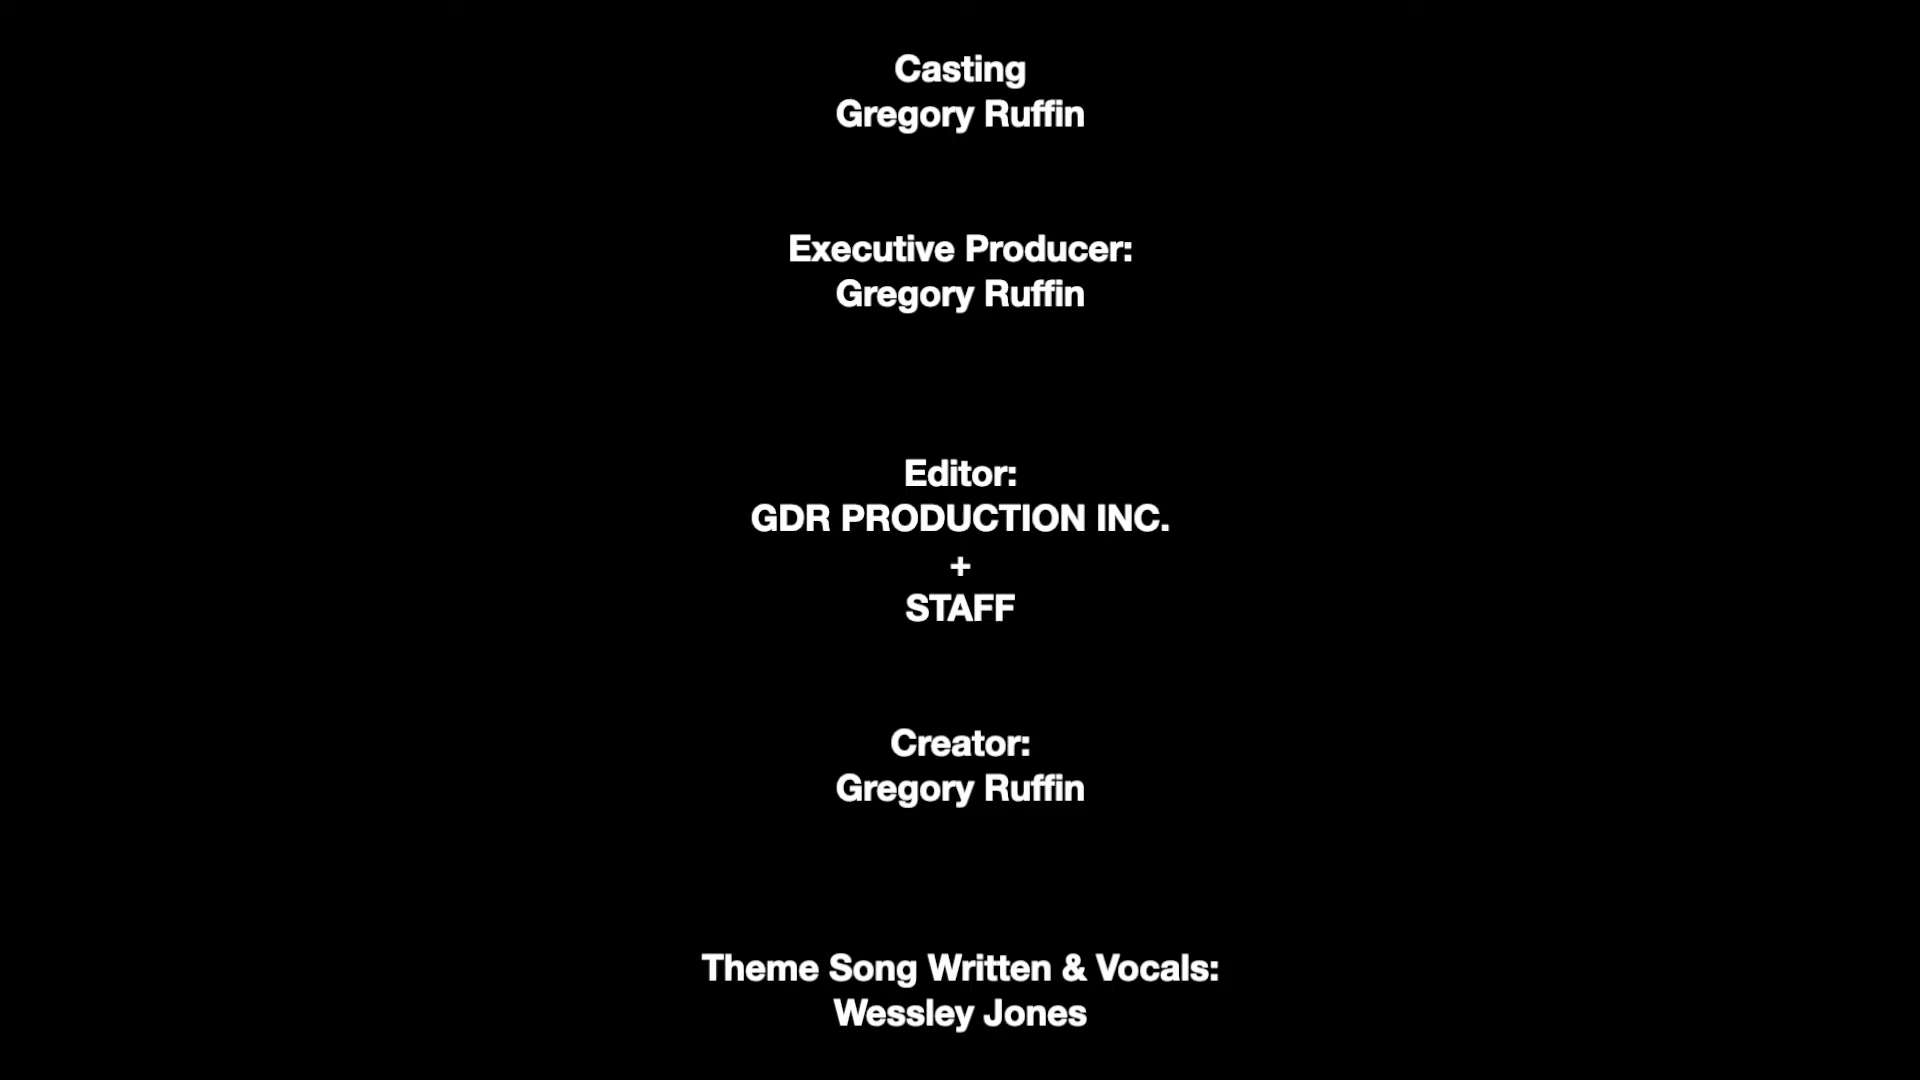 Casting
Gregory Ruffin
Executive Producer:
Gregory Ruffin
Editor:
GDR PRODUCTION INC.
+
STAFF
Creator:
Gregory Ruffin
Theme Song Written & Vocals:
Wessley Jones